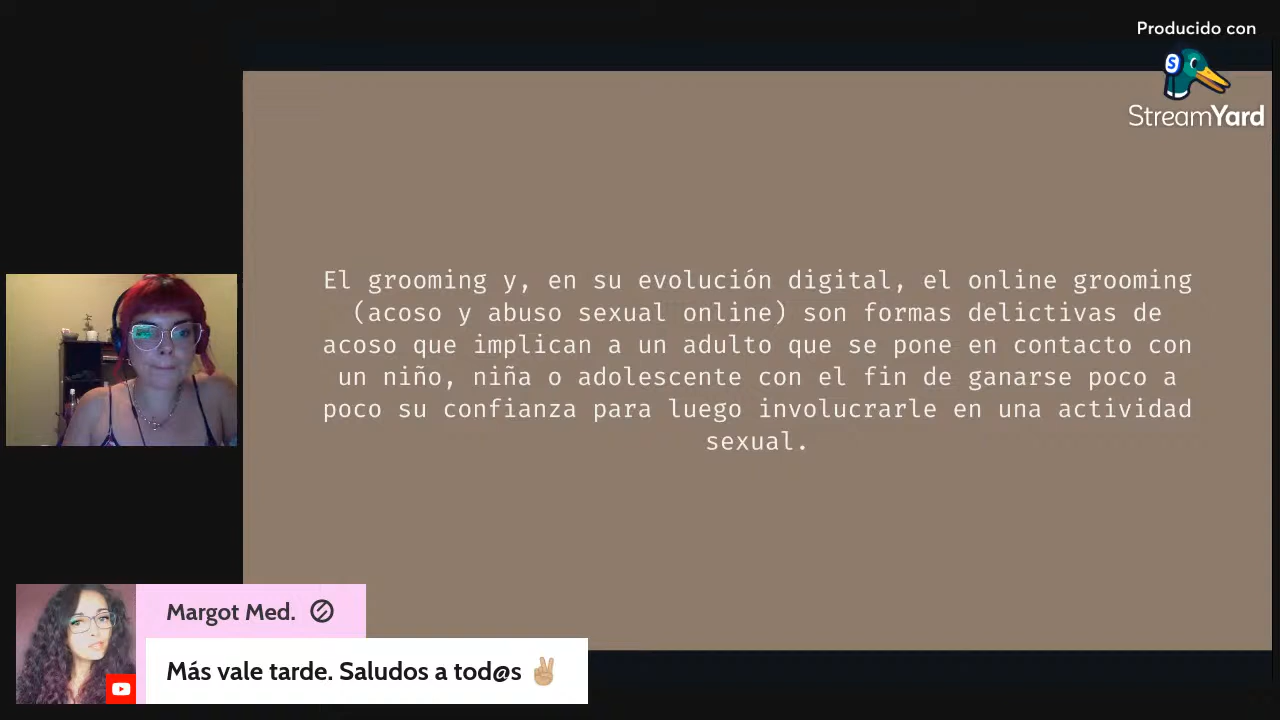 Producido con
StreamYard
El grooming y, en su evolución digital, el online grooming
(acoso y abuso sexual online) son formas delictivas de
acoso que implican a un adulto que se pone en contacto con
un niño, niña o adolescente con el fin de ganarse poco a
poco su confianza para luego involucrarle en una actividad
sexual.
Margot Med.
Más vale tarde. Saludos a tod@s ✌🏼